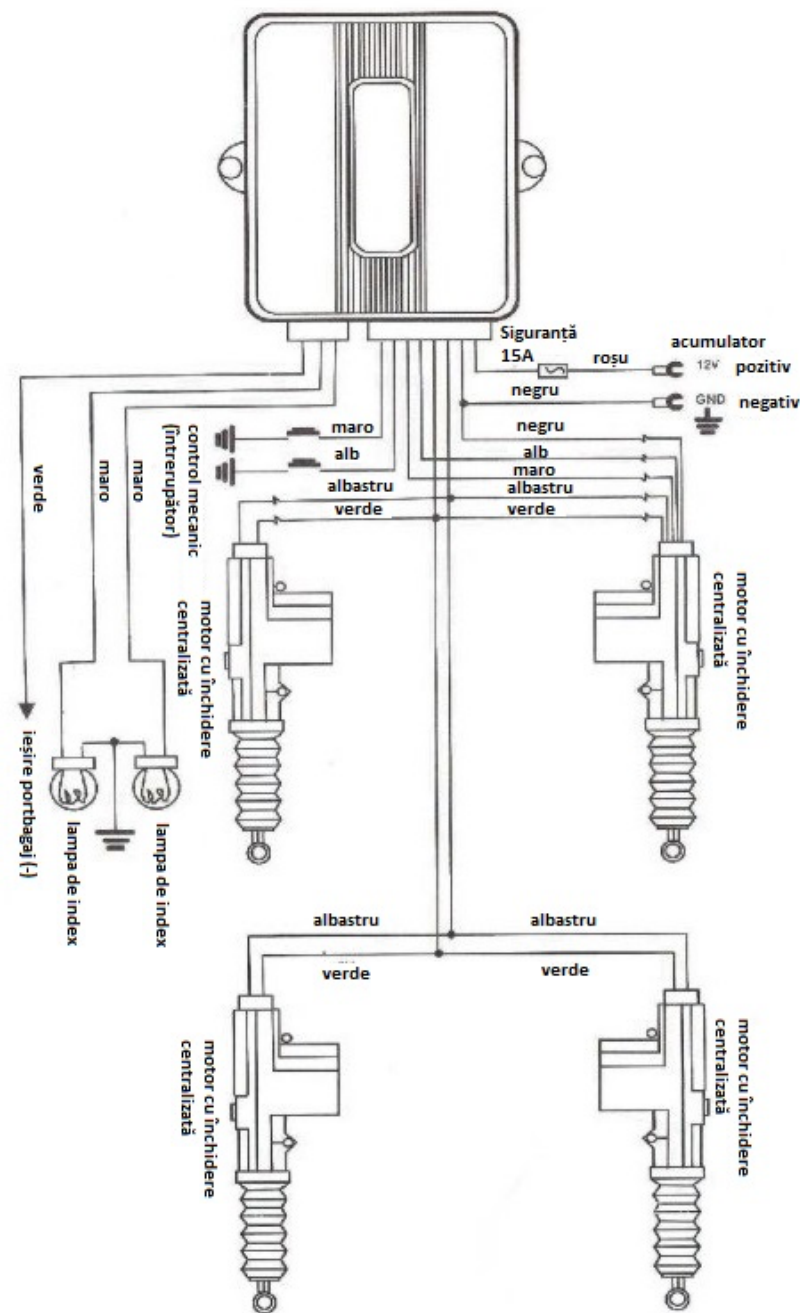 Siguranță
15A
roșu
acumulator
12V
pozitiv
negru
GND
negativ
maro
alb
negru
alb
maro
albastru
verde
albastru
verde
control mecanic
(întrerupător)
verde
maro
maro
motor cu închidere
centralizată
motor cu închidere
centralizată
ieșire portbagaj (-)
lampa de index
lampa de index
albastru
albastru
verde
verde
motor cu închidere
centralizată
motor cu închidere
centralizată